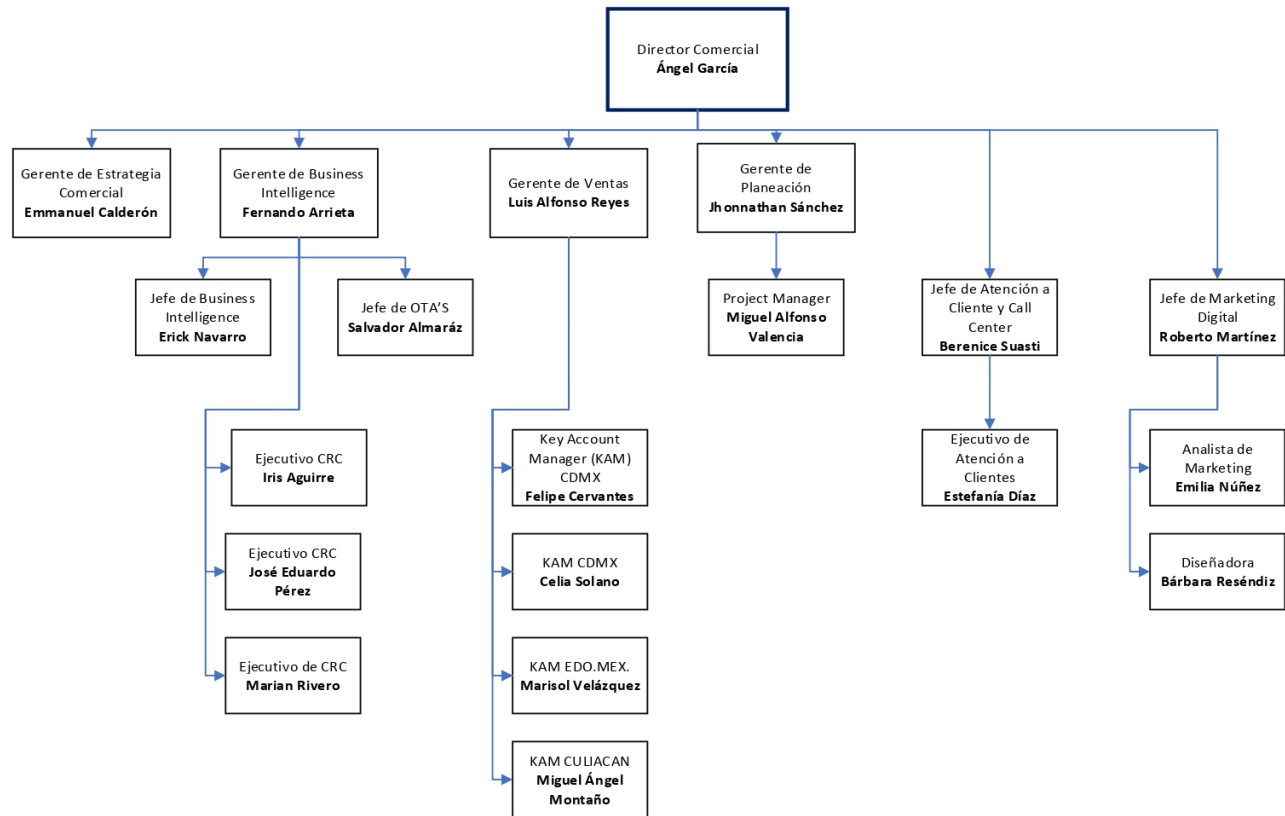 Director Comercial
Ángel García
Gerente de Estrategia
Comercial
Emmanuel Calderón
Gerente de Business
Intelligence
Fernando Arrieta
Gerente de Ventas
Luis Alfonso Reyes
Gerente de
Planeación
Jhonnathan Sánchez
Jefe de Business
Intelligence
Erick Navarro
Jefe de OTA’S
Salvador Almaráz
Project Manager
Miguel Alfonso
Valencia
Jefe de Atención a
Cliente y Call
Center
Berenice Suasti
Jefe de Marketing
Digital
Roberto Martínez
Ejecutivo CRC
Iris Aguirre
Key Account
Manager (KAM)
CDMX
Felipe Cervantes
Ejecutivo de
Atención a
Clientes
Estefanía Díaz
Analista de
Marketing
Emilia Núñez
Ejecutivo CRC
José Eduardo
Pérez
KAM CDMX
Celia Solano
Diseñadora
Bárbara Reséndiz
Ejecutivo de CRC
Marian Rivero
KAM EDO.MEX.
Marisol Velázquez
KAM CULIACAN
Miguel Ángel
Montaño